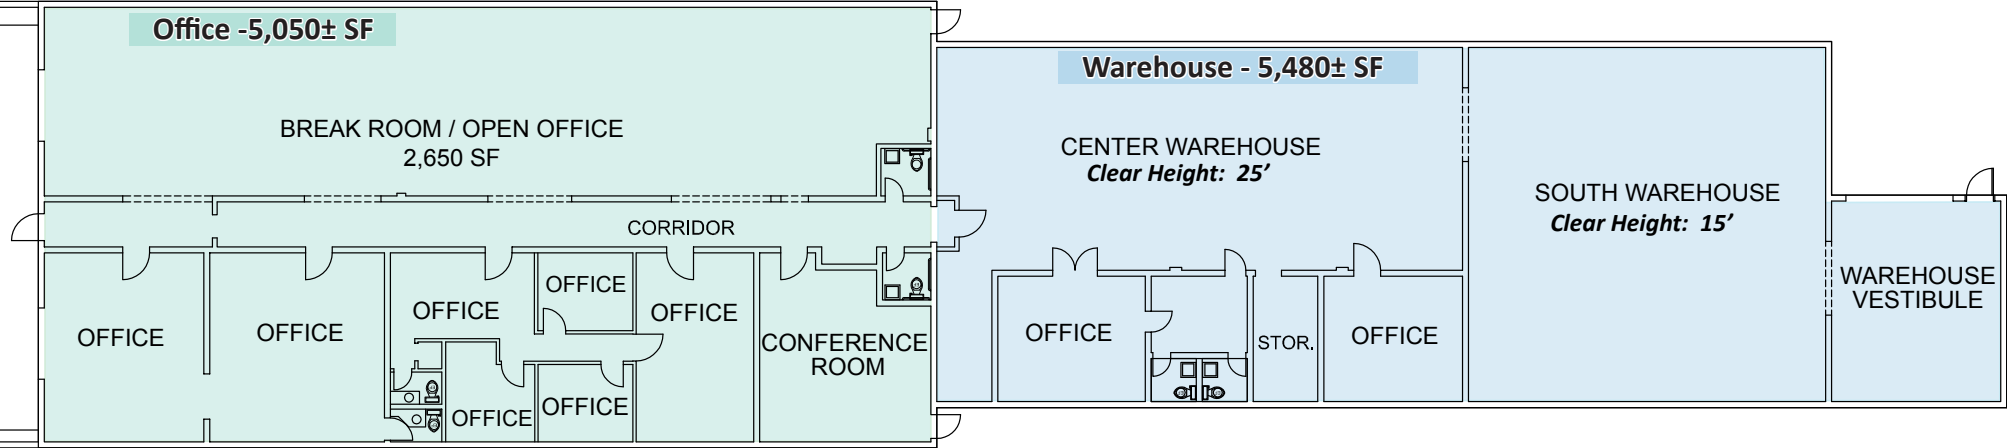 Office -5,050± SF
Warehouse - 5,480± SF
BREAK ROOM / OPEN OFFICE
2,650 SF
CENTER WAREHOUSE
Clear Height: 25’
SOUTH WAREHOUSE
Clear Height: 15’
CORRIDOR
WAREHOUSE
VESTIBULE
OFFICE
OFFICE
OFFICE
OFFICE
OFFICE
CONFERENCE
ROOM
OFFICE
OFFICE
OFFICE
STOR.
OFFICE